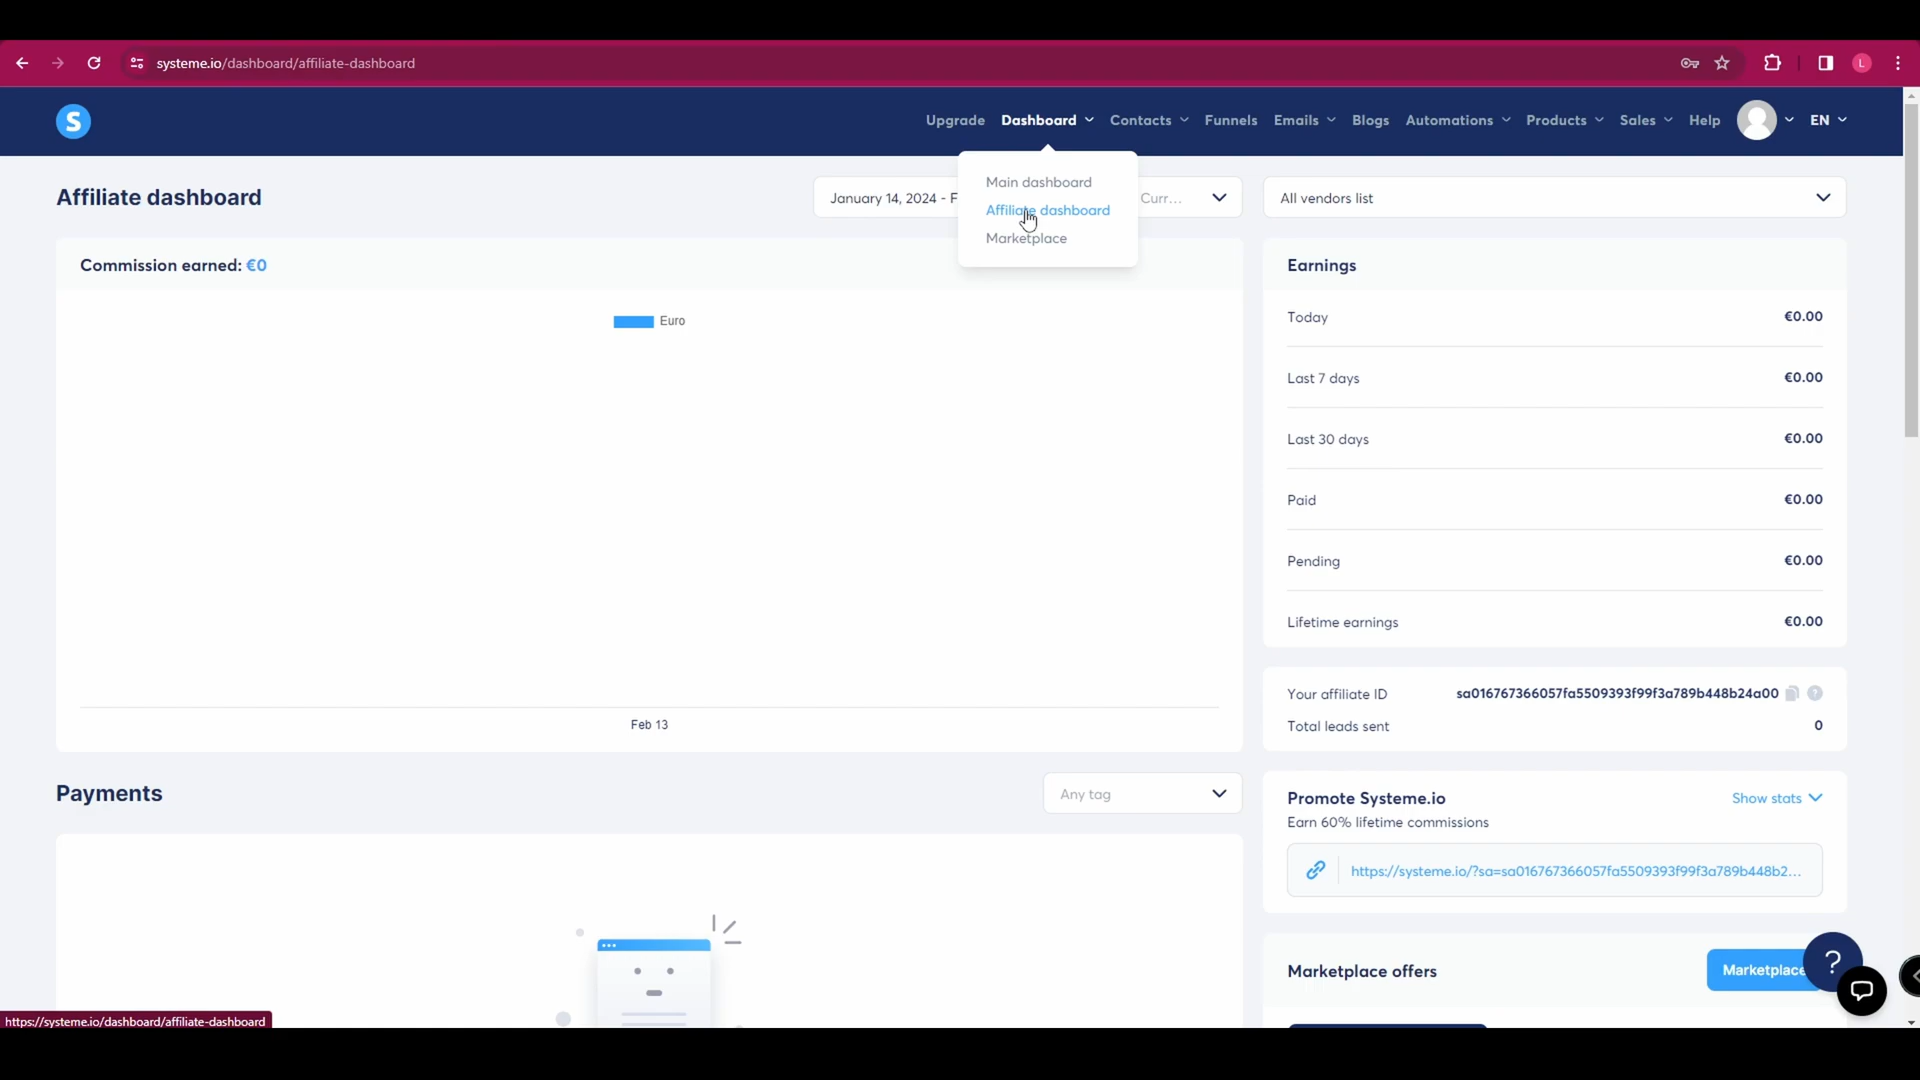 systeme.io/dashboard/affiliate-dashboard
L
S
Upgrade Dashboard Contacts Funnels Emails Blogs Automations Products Sales Help EN
Main dashboard
Affiliate dashboard
Marketplace
Affiliate dashboard
January 14, 2024 - F
Curr...
All vendors list
Commission earned: €0
Euro
Feb 13
Earnings
Today €0.00
Last 7 days €0.00
Last 30 days €0.00
Paid €0.00
Pending €0.00
Lifetime earnings €0.00
Your affiliate ID sa016767366057fa5509393f99f3a789b448b24a00 ?
Total leads sent 0
Payments
Any tag
Promote Systeme.io Show stats
Earn 60% lifetime commissions
https://systeme.io/?sa=sa016767366057fa5509393f99f3a789b448b2...
Marketplace offers Marketplace
?
https://systeme.io/dashboard/affiliate-dashboard